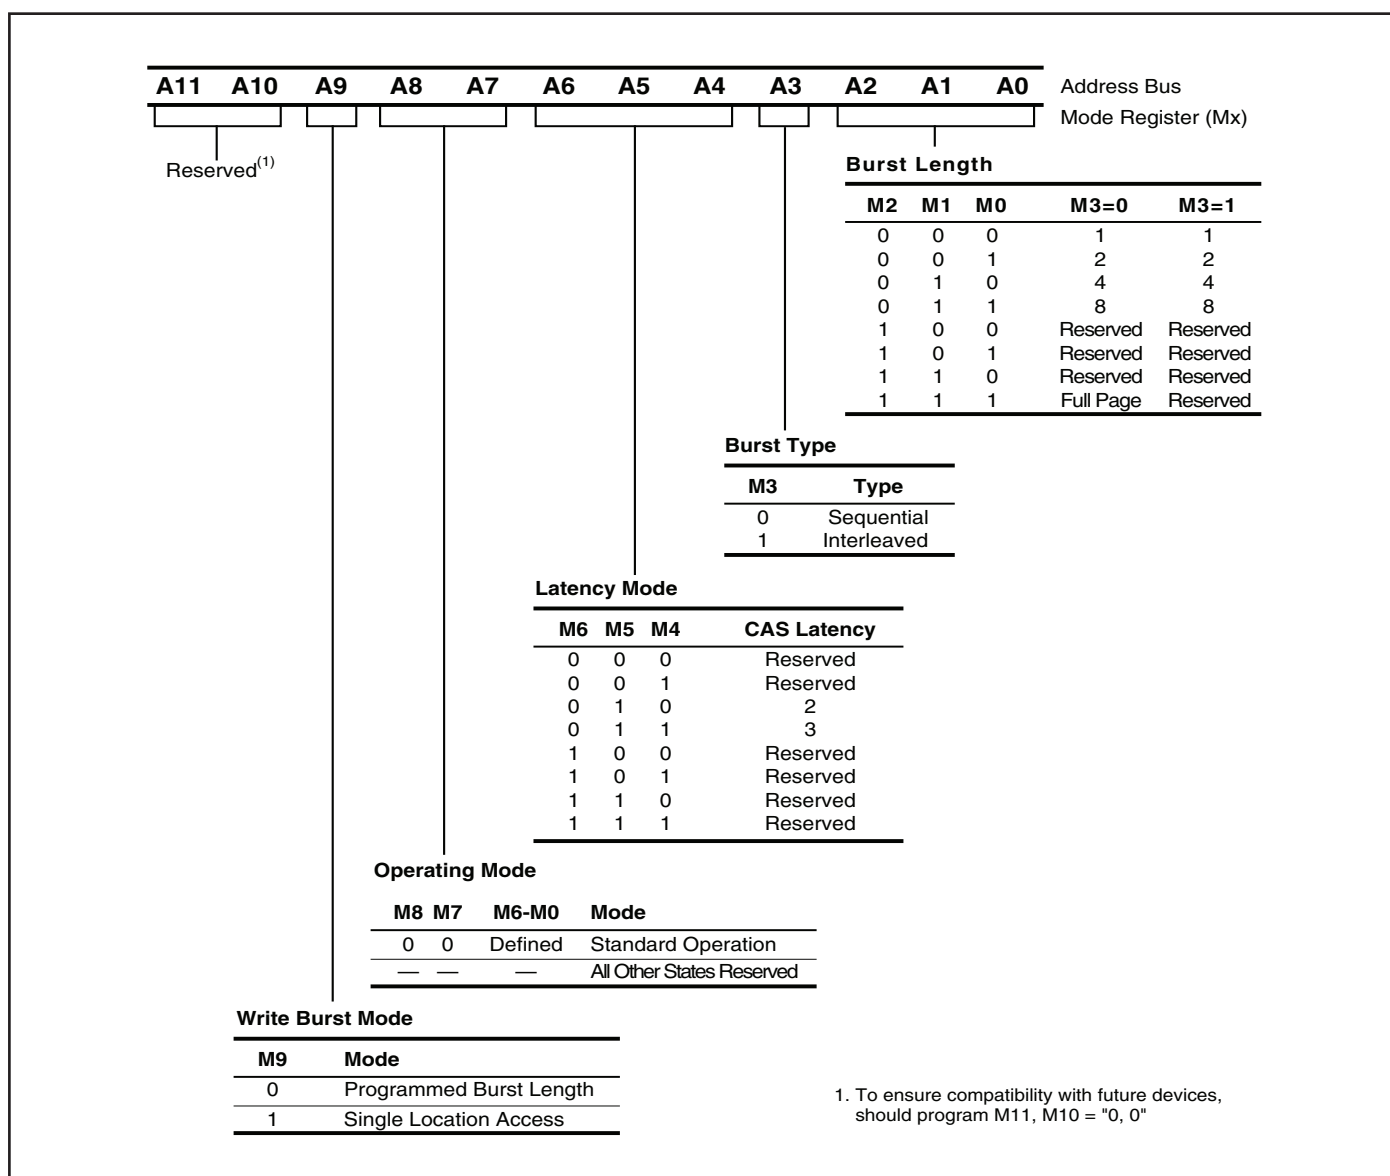 A11 A10 A9 A8 A7 A6 A5 A4 A3 A2 A1 A0 Address Bus
Mode Register (Mx)
Reserved(1)
Burst Length
M2 M1 M0 M3=0 M3=1
0 0 0 1 1
0 0 1 2 2
0 1 0 4 4
0 1 1 8 8
1 0 0 Reserved Reserved
1 0 1 Reserved Reserved
1 1 0 Reserved Reserved
1 1 1 Full Page Reserved
Burst Type
M3 Type
0 Sequential
1 Interleaved
Latency Mode
M6 M5 M4 CAS Latency
0 0 0 Reserved
0 0 1 Reserved
0 1 0 2
0 1 1 3
1 0 0 Reserved
1 0 1 Reserved
1 1 0 Reserved
1 1 1 Reserved
Operating Mode
M8 M7 M6-M0 Mode
0 0 Defined Standard Operation
— — — All Other States Reserved
Write Burst Mode
M9 Mode
0 Programmed Burst Length
1 Single Location Access
1. To ensure compatibility with future devices,
should program M11, M10 = "0, 0"